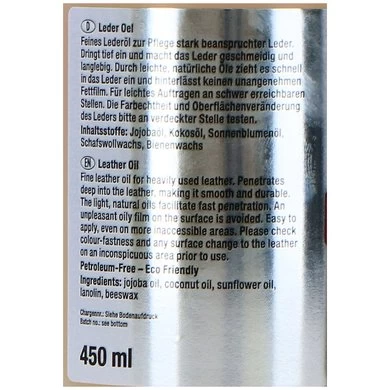 D Leder Oel
Feines Lederöl zur Pflege stark beanspruchter Leder.
Dringt tief ein und macht das Leder geschmeidig und
langlebig. Durch leichte, natürliche Öle zieht es schnell
in das Leder ein und hinterlässt keinen unangenehmen
Fettfilm. Für leichtes Auftragen an schwer erreichbaren
Stellen. Die Farbechtheit und Oberflächenveränderung
des Leders bitte an verdeckter Stelle testen.
Inhaltsstoffe: Jojobaöl, Kokosöl, Sonnenblumenöl,
Schafswollwachs, Bienenwachs
EN Leather Oil
Fine leather oil for heavily used leather. Penetrates
deep into the leather, making it smooth and durable.
The light, natural oils facilitate fast penetration. An
unpleasant oily film on the surface is avoided. Easy to
apply, even on more inaccessible areas. Please check
colour-fastness and any surface change to the leather
on an inconspicuous area prior to use.
Petroleum-Free – Eco Friendly
Ingredients: jojoba oil, coconut oil, sunflower oil,
lanolin, beeswax
Chargennr.: Siehe Bodenaufdruck
Batch no.: see bottom
450 ml